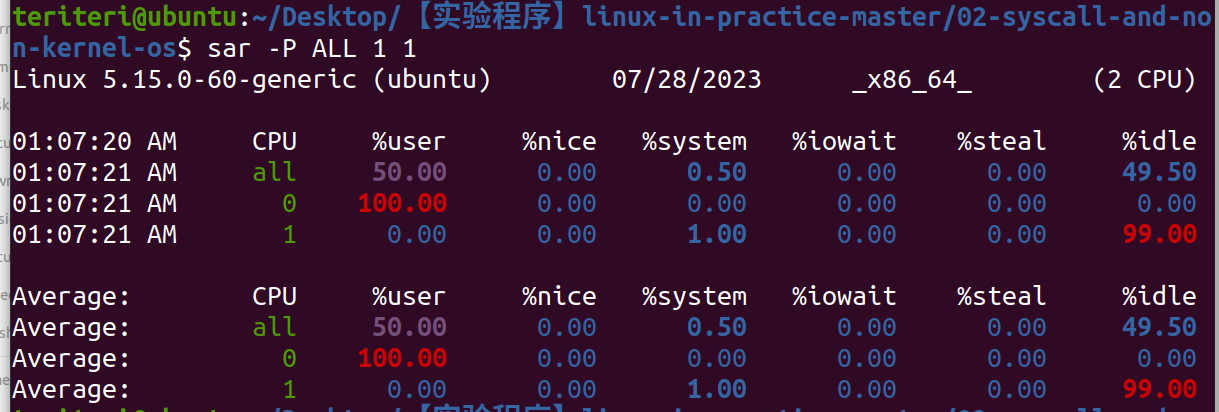 teriteri@ubuntu:~/Desktop/【实验程序】linux-in-practice-master/02-syscall-and-no
n-kernel-os$ sar -P ALL 1 1
Linux 5.15.0-60-generic (ubuntu) 07/28/2023 _x86_64_ (2 CPU)
01:07:20 AM CPU %user %nice %system %iowait %steal %idle
01:07:21 AM all 50.00 0.00 0.50 0.00 0.00 49.50
01:07:21 AM 0 100.00 0.00 0.00 0.00 0.00 0.00
01:07:21 AM 1 0.00 0.00 1.00 0.00 0.00 99.00
Average: CPU %user %nice %system %iowait %steal %idle
Average: all 50.00 0.00 0.50 0.00 0.00 49.50
Average: 0 100.00 0.00 0.00 0.00 0.00 0.00
Average: 1 0.00 0.00 1.00 0.00 0.00 99.00